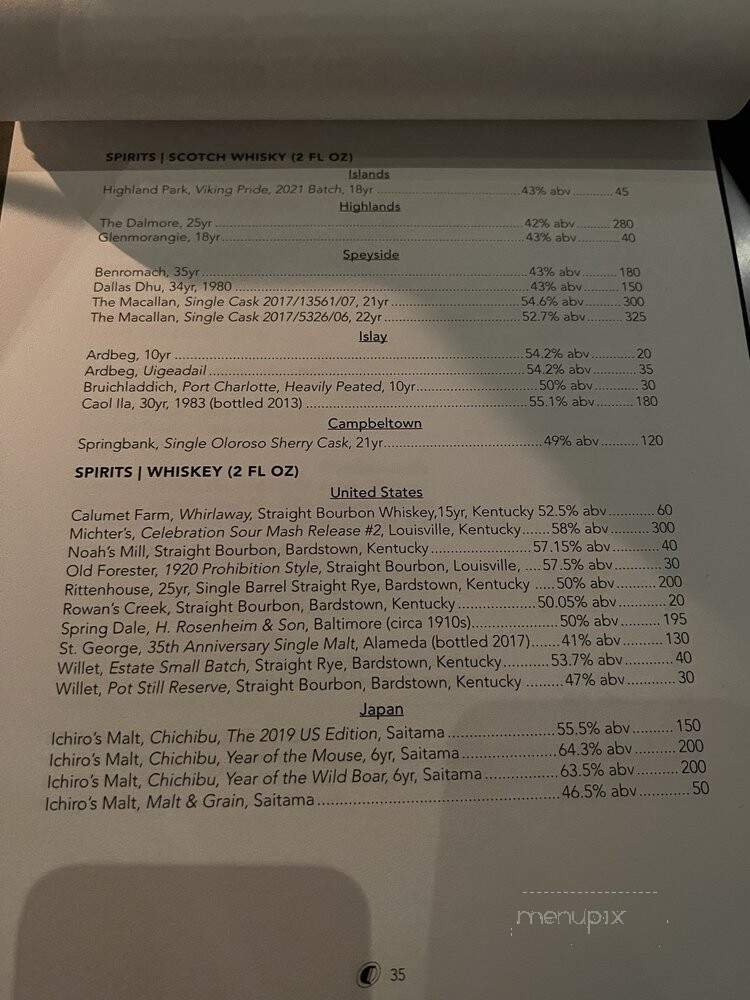 SPIRITS | SCOTCH WHISKY (2 FL OZ)
Islands
Highland Park, Viking Pride, 2021 Batch, 18yr ........ 43% abv .......... 45
Highlands
The Dalmore, 25yr ........ 42% abv .......... 280
Glenmorangie, 18yr ........ 43% abv .......... 40
Speyside
Benromach, 35yr ........ 43% abv .......... 180
Dallas Dhu, 34yr, 1980 ........ 43% abv .......... 150
The Macallan, Single Cask 2017/13561/07, 21yr ........ 54.6% abv .......... 300
The Macallan, Single Cask 2017/5326/06, 22yr ........ 52.7% abv .......... 325
Islay
Ardbeg, 10yr ........ 54.2% abv .......... 20
Ardbeg, Uigeadail ........ 54.2% abv .......... 35
Bruichladdich, Port Charlotte, Heavily Peated, 10yr ........ 50% abv .......... 30
Caol Ila, 30yr, 1983 (bottled 2013) ........ 55.1% abv .......... 180
Campbeltown
Springbank, Single Oloroso Sherry Cask, 21yr ........ 49% abv .......... 120
SPIRITS | WHISKEY (2 FL OZ)
United States
Calumet Farm, Whirlaway, Straight Bourbon Whiskey,15yr, Kentucky 52.5% abv .......... 60
Michter's, Celebration Sour Mash Release #2, Louisville, Kentucky ...... 58% abv .......... 300
Noah's Mill, Straight Bourbon, Bardstown, Kentucky ........ 57.15% abv .......... 40
Old Forester, 1920 Prohibition Style, Straight Bourbon, Louisville, .... 57.5% abv .......... 30
Rittenhouse, 25yr, Single Barrel Straight Rye, Bardstown, Kentucky ..... 50% abv .......... 200
Rowan's Creek, Straight Bourbon, Bardstown, Kentucky ........ 50.05% abv .......... 20
Spring Dale, H. Rosenheim & Son, Baltimore (circa 1910s) ........ 50% abv .......... 195
St. George, 35th Anniversary Single Malt, Alameda (bottled 2017) ....... 41% abv .......... 130
Willet, Estate Small Batch, Straight Rye, Bardstown, Kentucky ........ 53.7% abv .......... 40
Willet, Pot Still Reserve, Straight Bourbon, Bardstown, Kentucky ........ 47% abv .......... 30
Japan
Ichiro's Malt, Chichibu, The 2019 US Edition, Saitama ........ 55.5% abv .......... 150
Ichiro's Malt, Chichibu, Year of the Mouse, 6yr, Saitama ........ 64.3% abv .......... 200
Ichiro's Malt, Chichibu, Year of the Wild Boar, 6yr, Saitama ........ 63.5% abv .......... 200
Ichiro's Malt, Malt & Grain, Saitama ........ 46.5% abv .......... 50
menupix
35